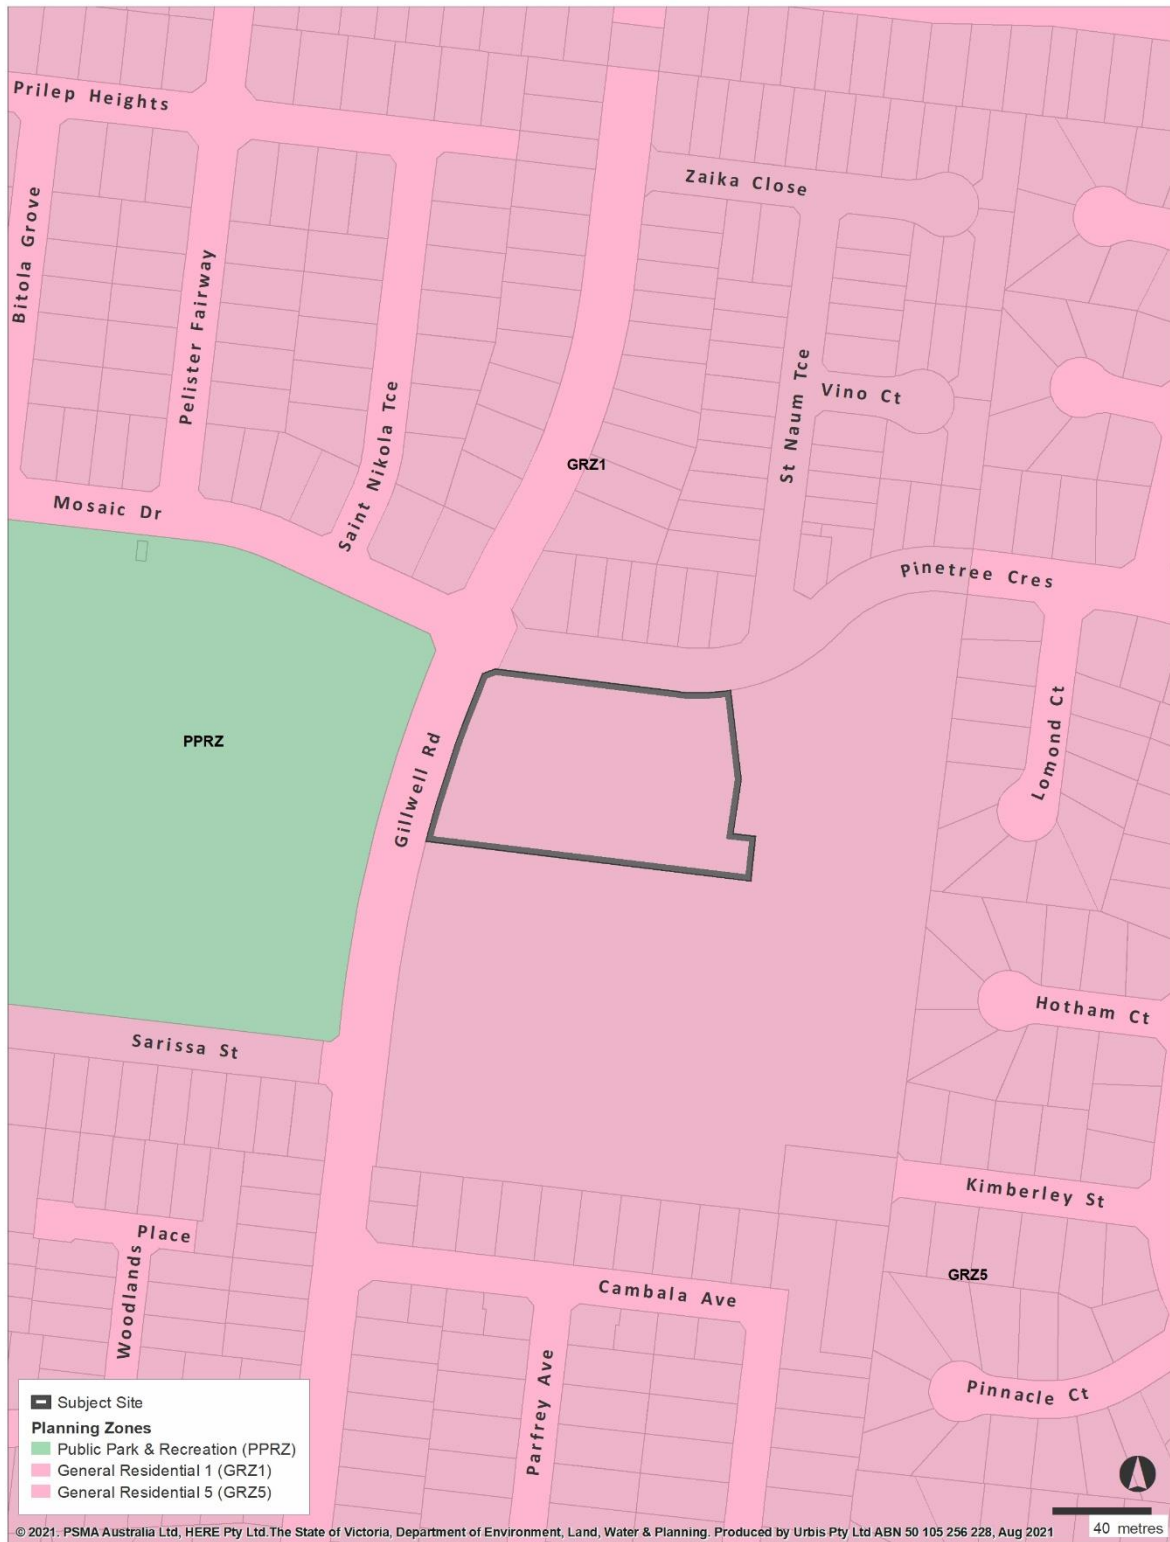 Prilep Heights
Zaika Close
Bitola Grove
Pelister Fairway
Saint Nikola Tce
St Naum Tce
Vino Ct
GRZ1
Mosaic Dr
Pinetree Cres
Lomond Ct
PPRZ
Gillwell Rd
Hotham Ct
Sarissa St
Kimberley St
Woodlands Place
GRZ5
Cambala Ave
Parfrey Ave
Pinnacle Ct
Subject Site
Planning Zones
Public Park & Recreation (PPRZ)
General Residential 1 (GRZ1)
General Residential 5 (GRZ5)
40 metres
© 2021. PSMA Australia Ltd, HERE Pty Ltd.The State of Victoria, Department of Environment, Land, Water & Planning. Produced by Urbis Pty Ltd ABN 50 105 256 228, Aug 2021